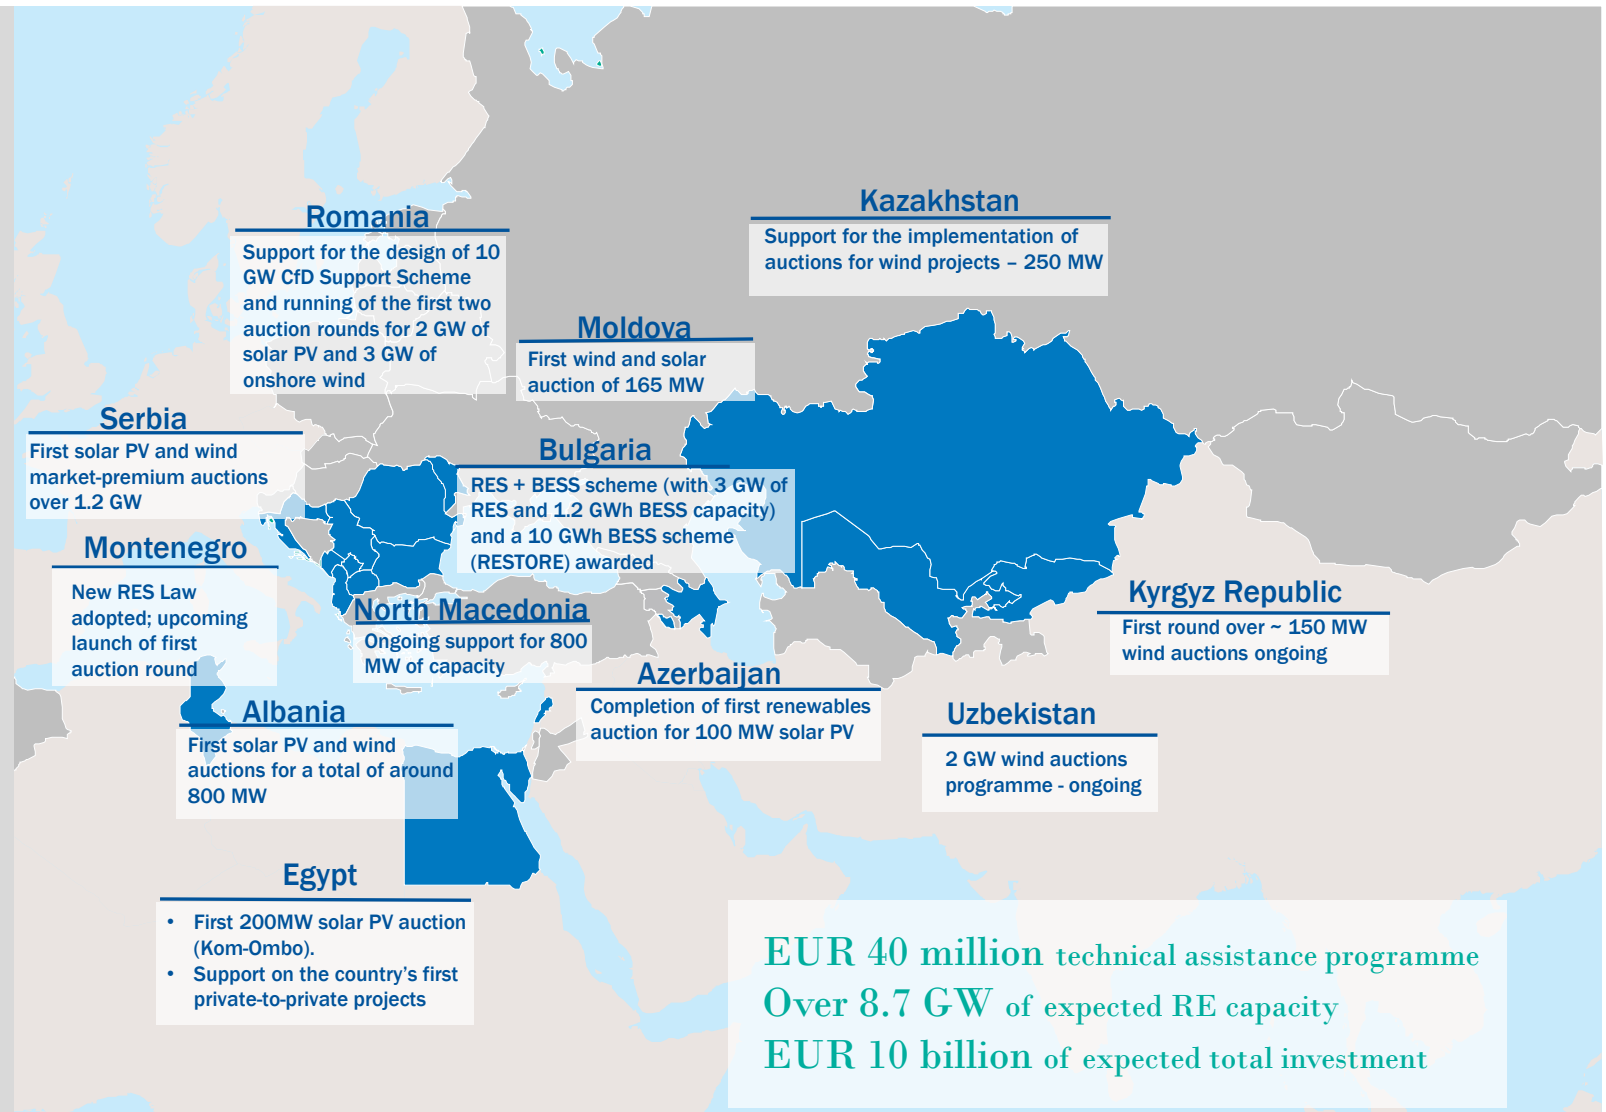 Romania
Support for the design of 10
GW CfD Support Scheme
and running of the first two
auction rounds for 2 GW of
solar PV and 3 GW of
onshore wind
Kazakhstan
Support for the implementation of
auctions for wind projects – 250 MW
Moldova
First wind and solar
auction of 165 MW
Serbia
First solar PV and wind
market-premium auctions
over 1.2 GW
Bulgaria
RES + BESS scheme (with 3 GW of
RES and 1.2 GWh BESS capacity)
and a 10 GWh BESS scheme
(RESTORE) awarded
Montenegro
New RES Law
adopted; upcoming
launch of first
auction round
North Macedonia
Ongoing support for 800
MW of capacity
Kyrgyz Republic
First round over ~ 150 MW
wind auctions ongoing
Azerbaijan
Completion of first renewables
auction for 100 MW solar PV
Albania
First solar PV and wind
auctions for a total of around
800 MW
Uzbekistan
2 GW wind auctions
programme - ongoing
Egypt
• First 200MW solar PV auction
(Kom-Ombo).
• Support on the country’s first
private-to-private projects
EUR 40 million technical assistance programme
Over 8.7 GW of expected RE capacity
EUR 10 billion of expected total investment